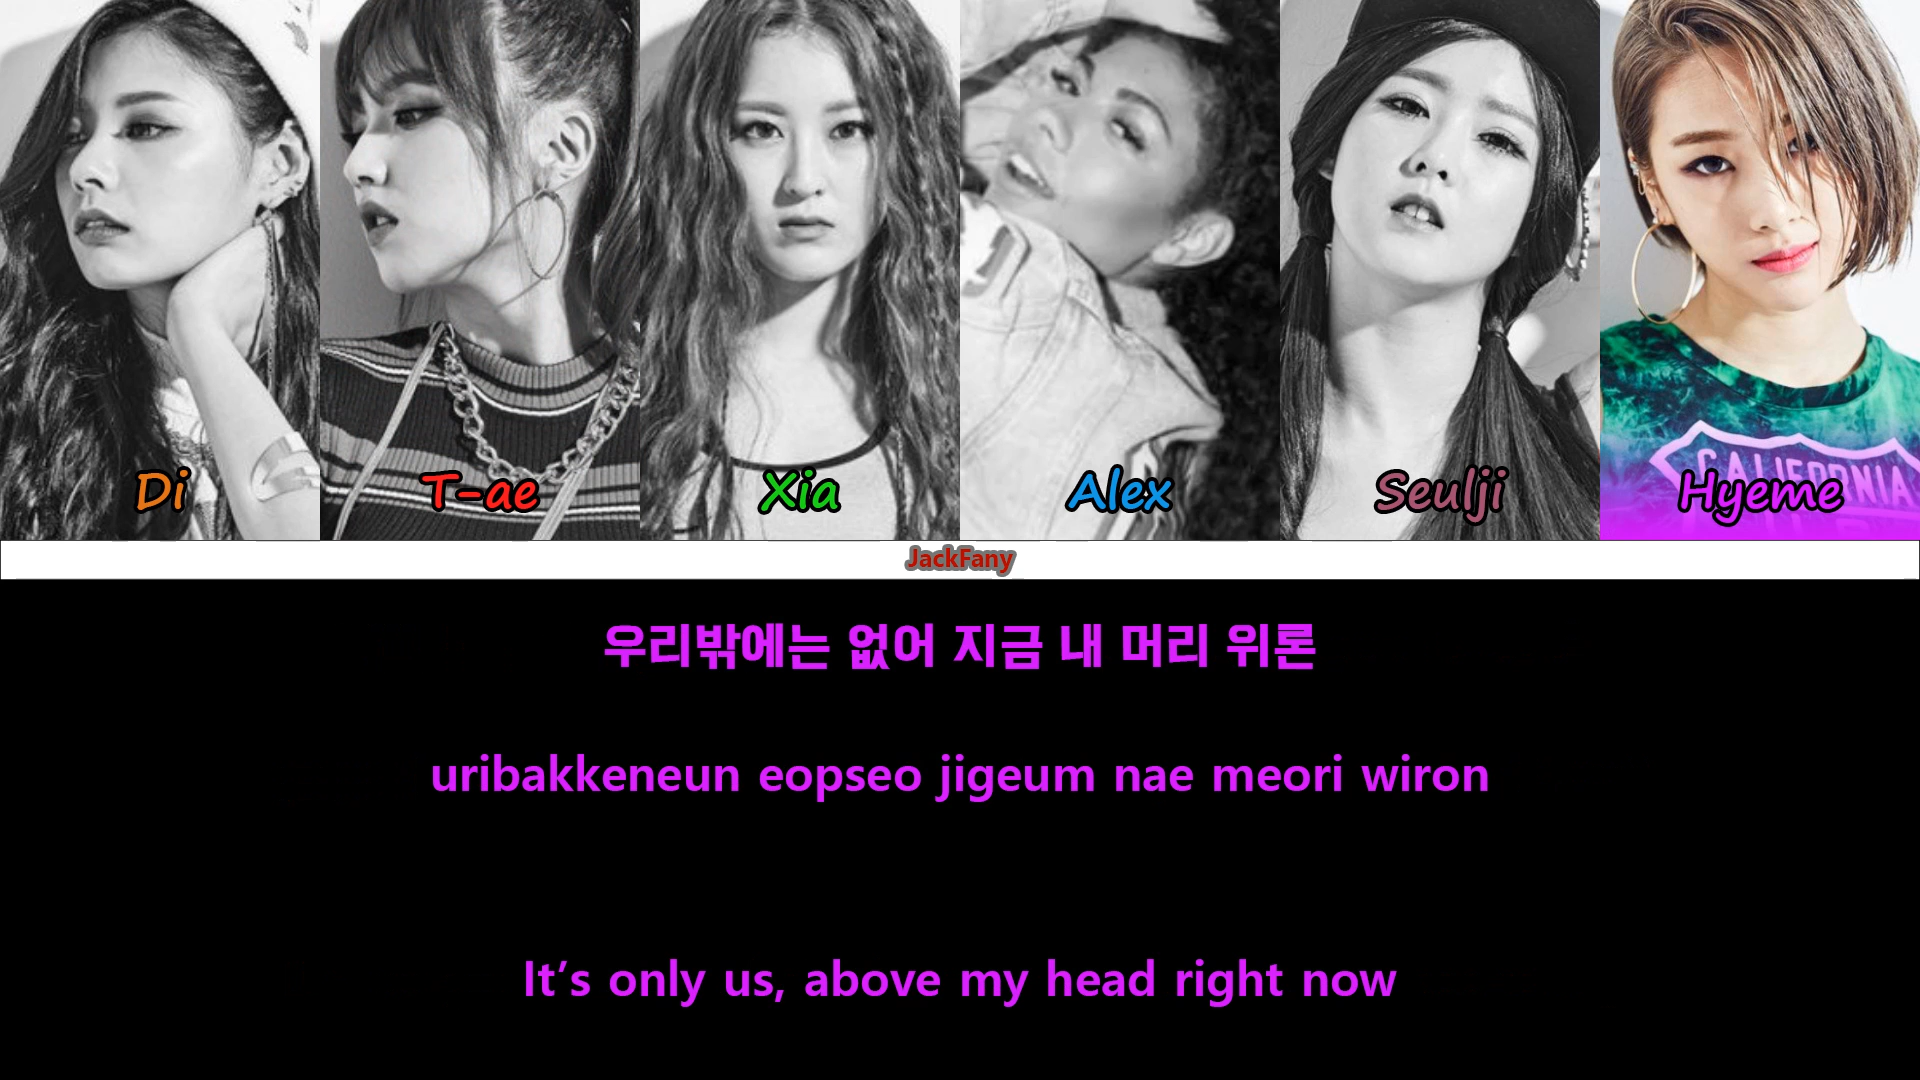 Di
T-ae
Xia
Alex
Seulji
CALIFORNIA
Hyeme
JackFany
우리밖에는 없어 지금 내 머리 위론
uribakkeneun eopseo jigeum nae meori wiron
It’s only us, above my head right now